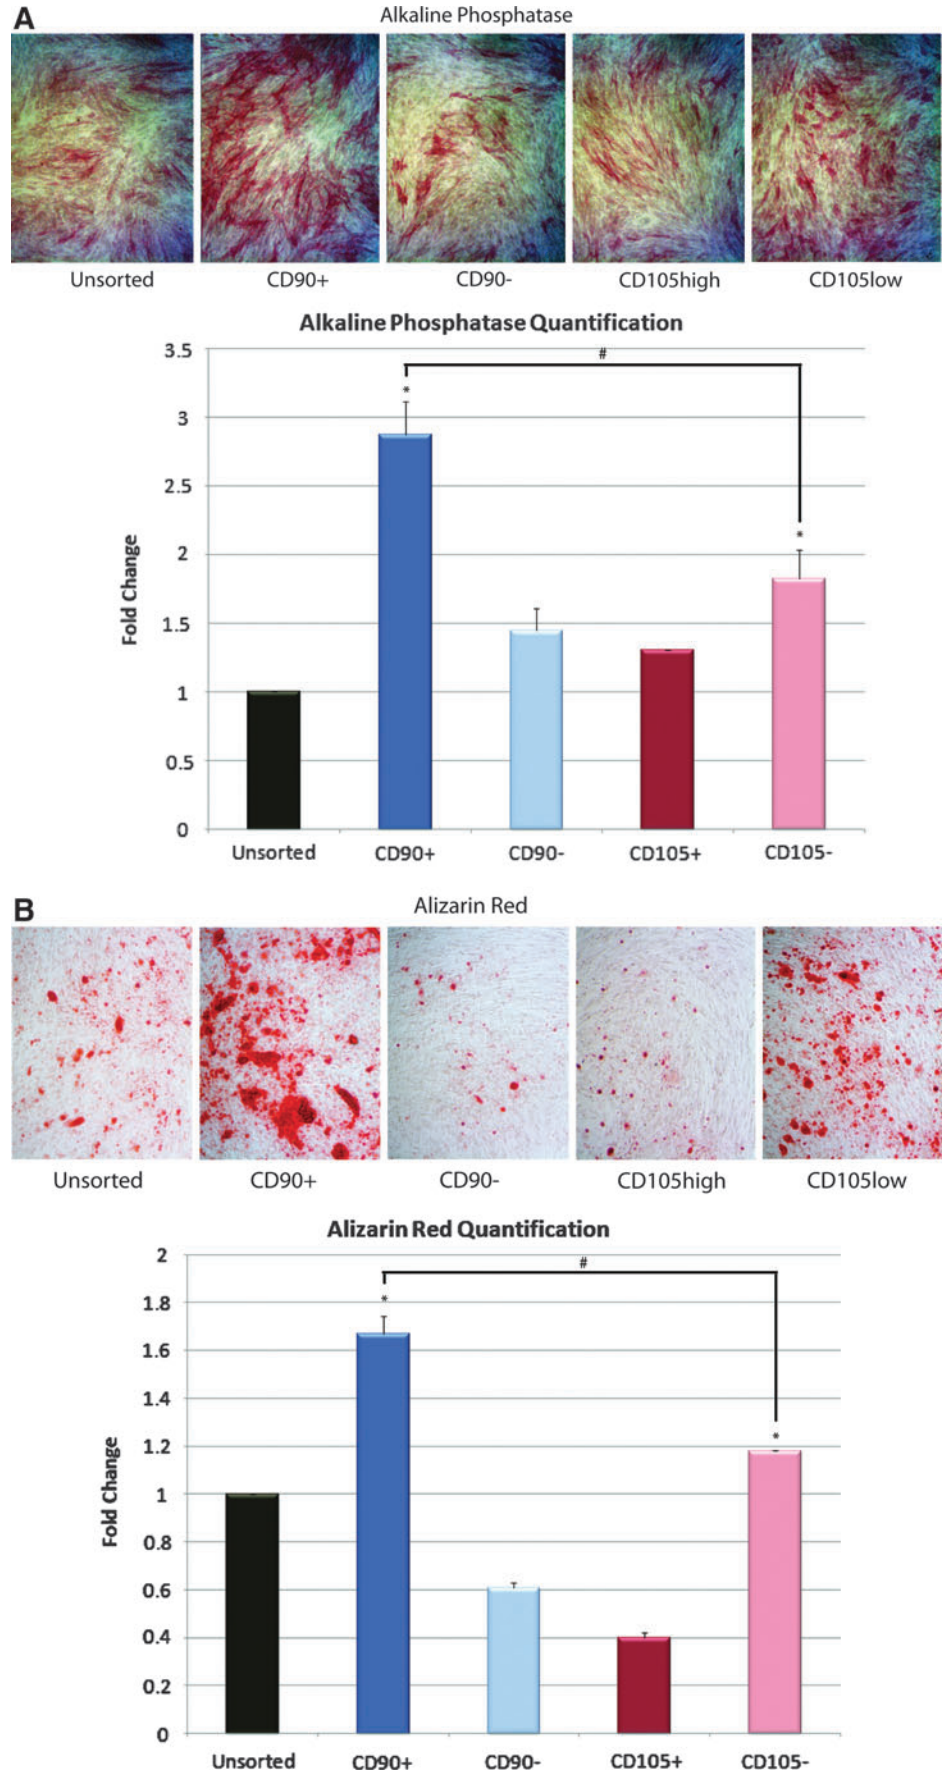 A
Alkaline Phosphatase
Unsorted CD90+ CD90- CD105high CD105low
Alkaline Phosphatase Quantification
3.5
#
*
3
2.5
*
2
Fold Change
1.5
1
0.5
0
Unsorted CD90+ CD90- CD105+ CD105-
B
Alizarin Red
Unsorted CD90+ CD90- CD105high CD105low
Alizarin Red Quantification
2
#
1.8
*
1.6
1.4
*
1.2
Fold Change
1
0.8
0.6
0.4
0.2
0
Unsorted CD90+ CD90- CD105+ CD105-